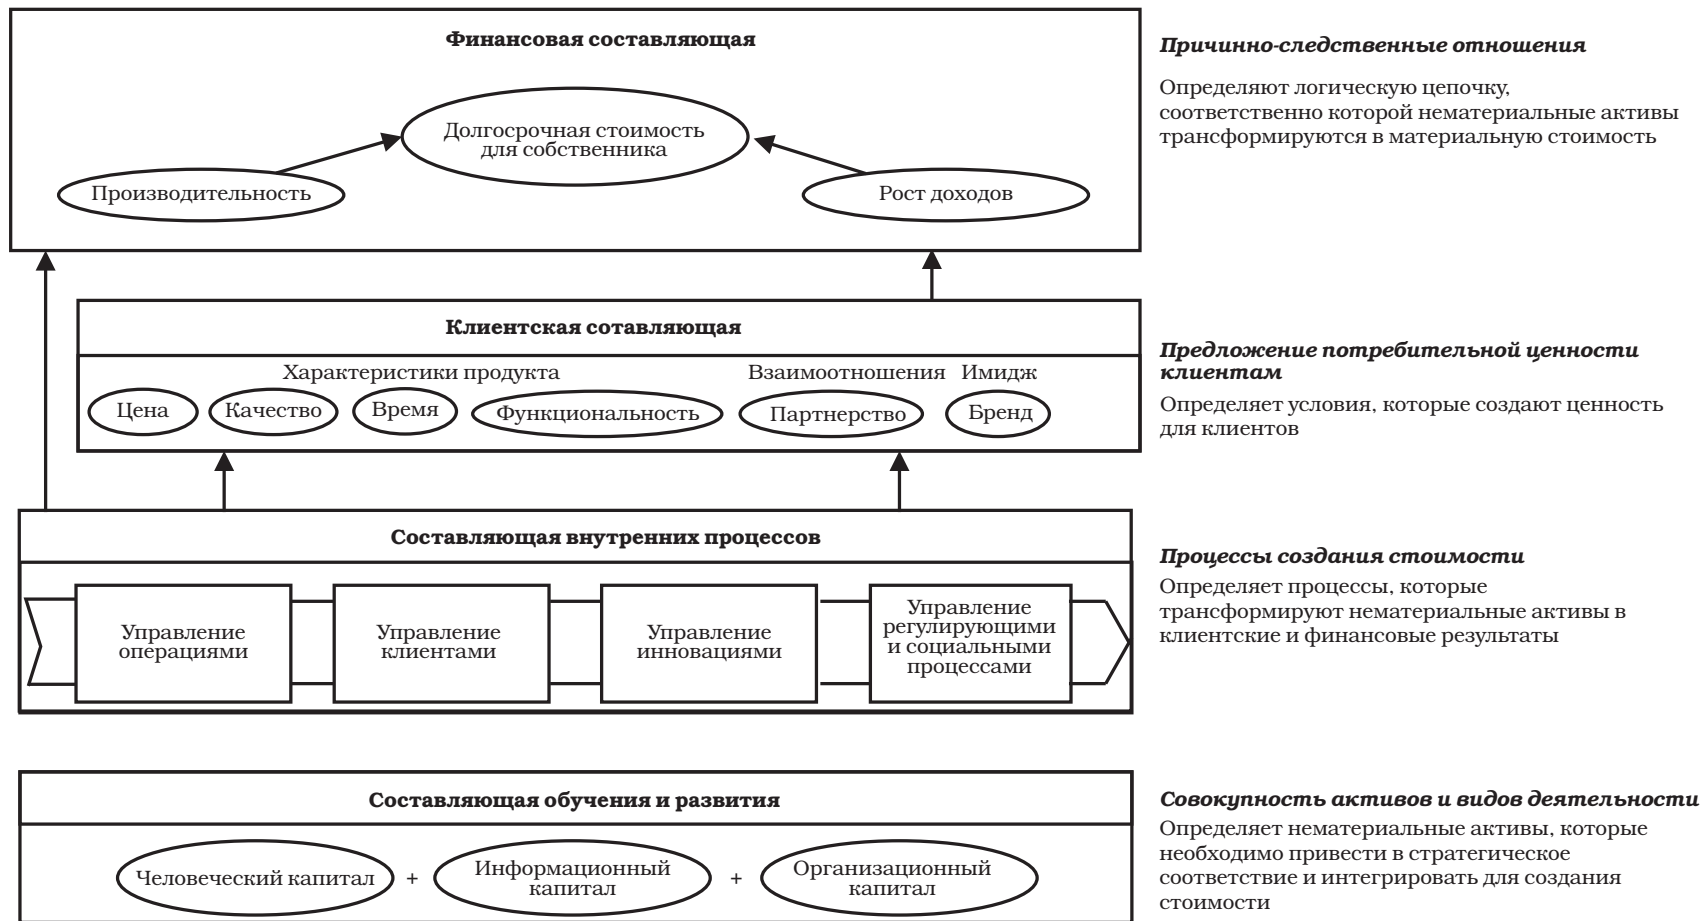 Финансовая составляющая
Долгосрочная стоимость
для собственника
Производительность
Рост доходов
Причинно-следственные отношения
Определяют логическую цепочку,
соответственно которой нематериальные активы
трансформируются в материальную стоимость
Клиентская сотавляющая
Характеристики продукта
Взаимоотношения
Имидж
Цена
Качество
Время
Функциональность
Партнерство
Бренд
Предложение потребительной ценности
клиентам
Определяет условия, которые создают ценность
для клиентов
Составляющая внутренних процессов
Управление
операциями
Управление
клиентами
Управление
инновациями
Управление
регулирующими
и социальными
процессами
Процессы создания стоимости
Определяет процессы, которые
трансформируют нематериальные активы в
клиентские и финансовые результаты
Составляющая обучения и развития
Человеческий капитал
+
Информационный
капитал
+
Организационный
капитал
Совокупность активов и видов деятельности
Определяет нематериальные активы, которые
необходимо привести в стратегическое
соответствие и интегрировать для создания
стоимости